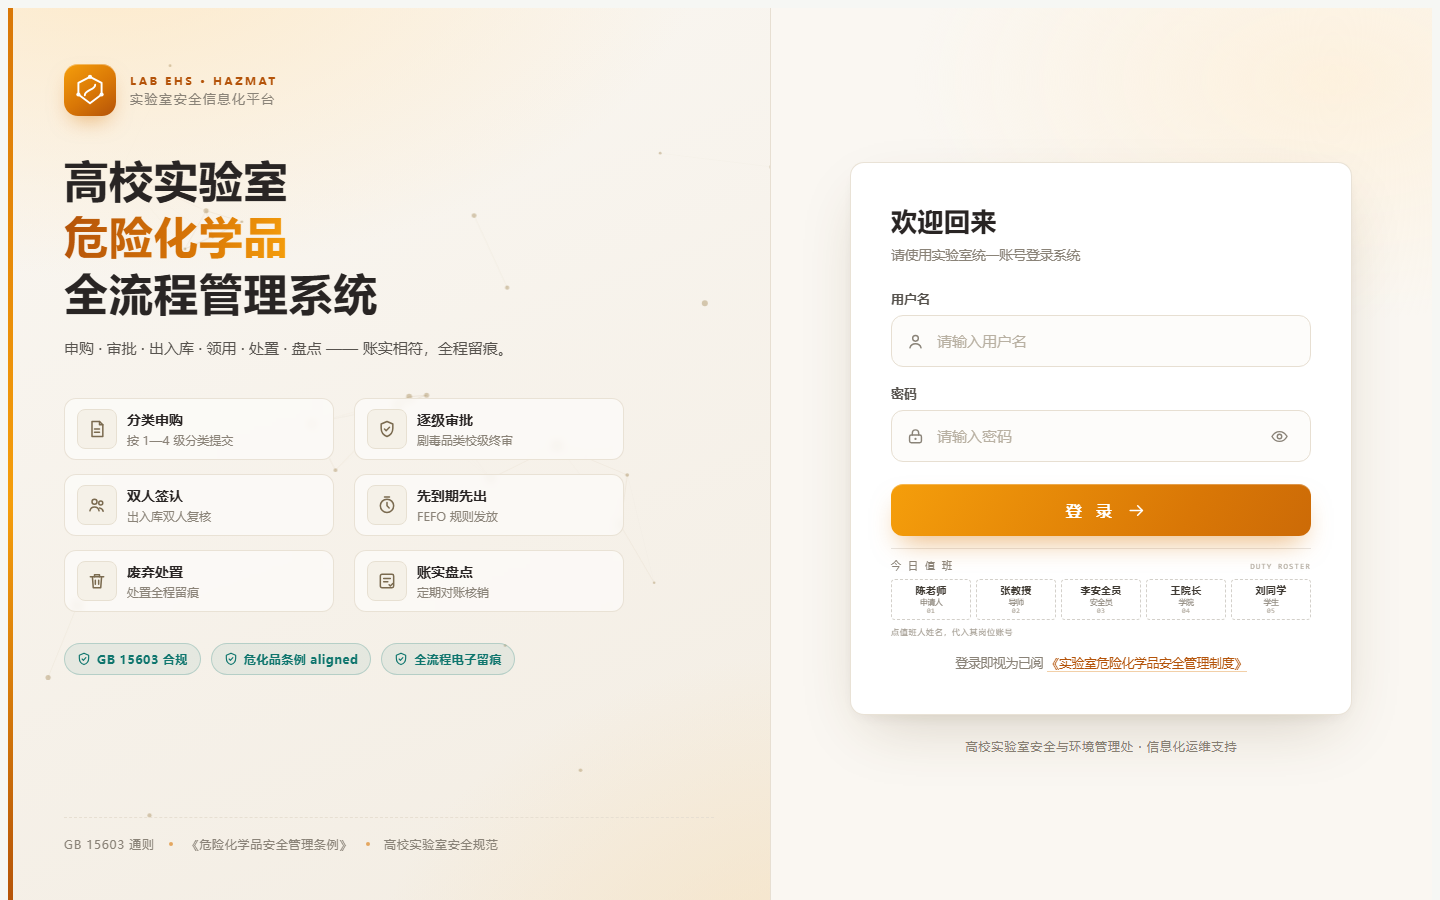 LAB EHS • HAZMAT
实验室安全信息化平台
高校实验室
危险化学品
全流程管理系统
申购 · 审批 · 出入库 · 领用 · 处置 · 盘点 —— 账实相符，全程留痕。
分类申购
按 1—4 级分类提交
逐级审批
剧毒品类校级终审
双人签认
出入库双人复核
先到期先出
FEFO 规则发放
废弃处置
处置全程留痕
账实盘点
定期对账核销
GB 15603 合规
危化品条例 aligned
全流程电子留痕
GB 15603 通则 • 《危险化学品安全管理条例》 • 高校实验室安全规范
欢迎回来
请使用实验室统一账号登录系统
用户名
请输入用户名
密码
请输入密码
登 录 →
今日值班 DUTY ROSTER
陈老师
申请人
01
张教授
导师
02
李安全员
安全员
03
王院长
学院
04
刘同学
学生
05
点值班人姓名，代入其岗位账号
登录即视为已阅 《实验室危险化学品安全管理制度》
高校实验室安全与环境管理处 · 信息化运维支持